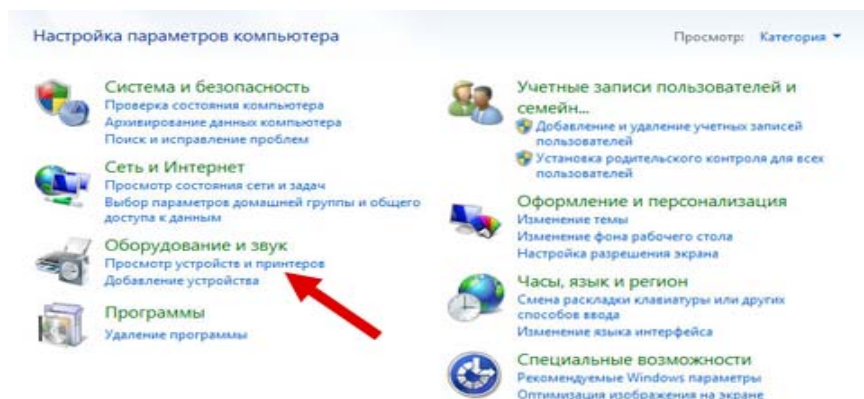 Настройка параметров компьютера
Просмотр: Категория
Система и безопасность
Проверка состояния компьютера
Архивирование данных компьютера
Поиск и исправление проблем
Сеть и Интернет
Просмотр состояния сети и задач
Выбор параметров домашней группы и общего
доступа к данным
Оборудование и звук
Просмотр устройств и принтеров
Добавление устройства
Программы
Удаление программы
Учетные записи пользователей и
семейн...
Добавление и удаление учетных записей
пользователей
Установка родительского контроля для всех
пользователей
Оформление и персонализация
Изменение темы
Изменение фона рабочего стола
Настройка разрешения экрана
Часы, язык и регион
Смена раскладки клавиатуры или других
способов ввода
Изменение языка интерфейса
Специальные возможности
Рекомендуемые Windows параметры
Оптимизация изображения на экране